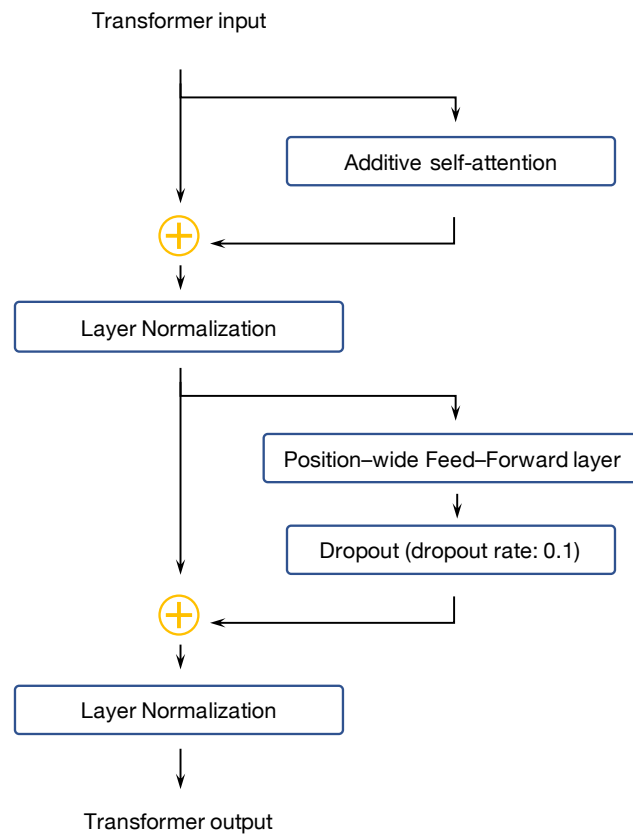 Transformer input
Additive self-attention
Layer Normalization
Position–wide Feed–Forward layer
Dropout (dropout rate: 0.1)
Layer Normalization
Transformer output